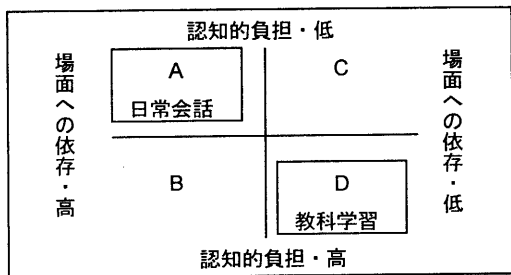 認知的負担・低
場面への依存・高
A
日常会話
C
B
D
教科学習
場面への依存・低
認知的負担・高